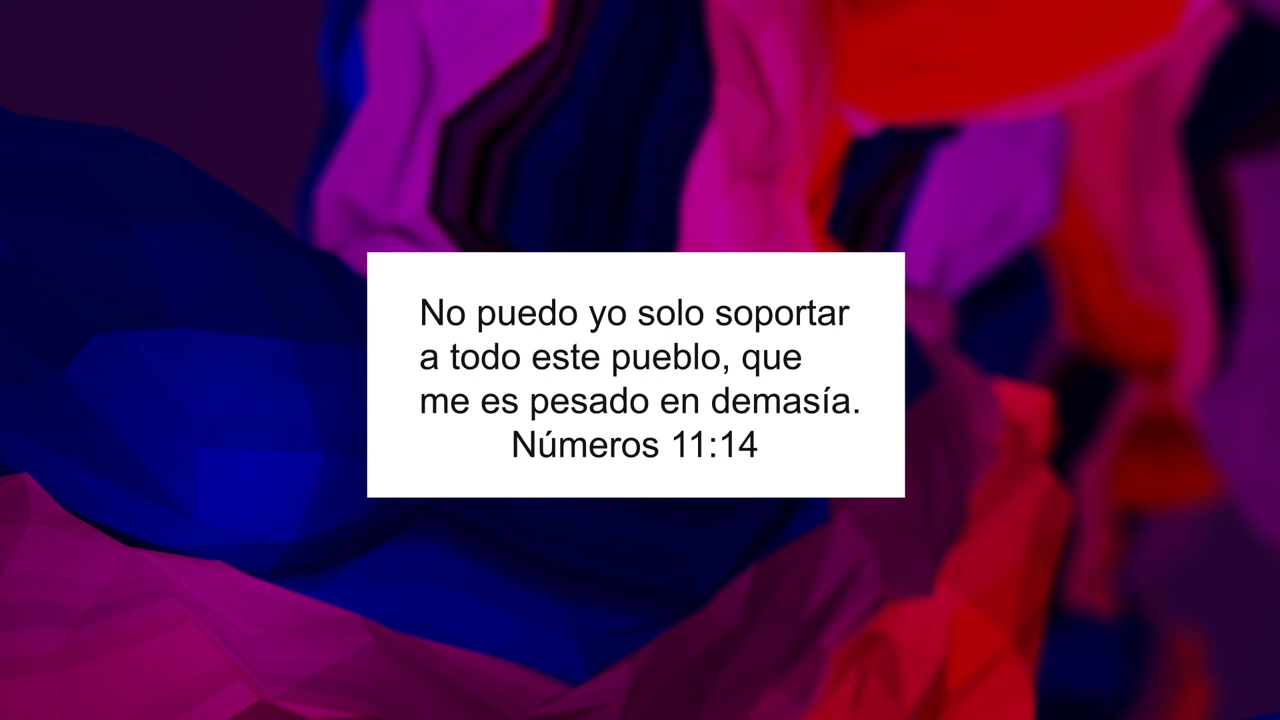 No puedo yo solo soportar
a todo este pueblo, que
me es pesado en demasía.
Números 11:14